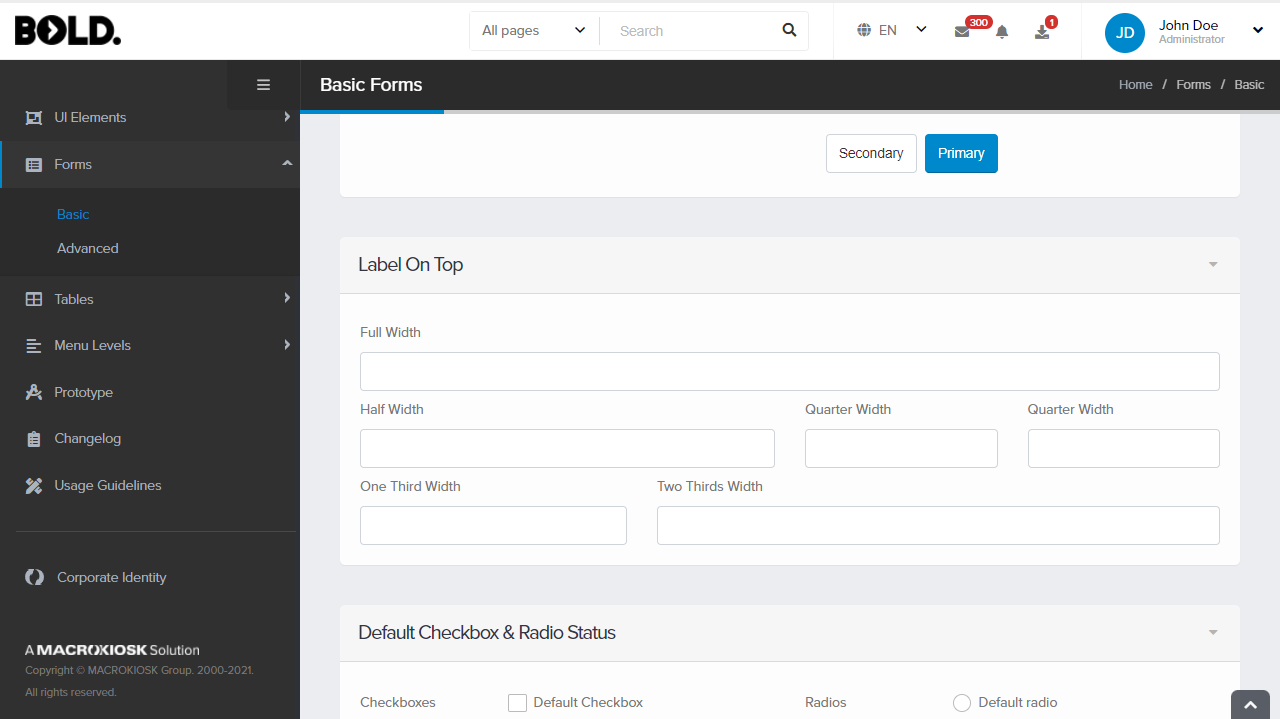 BOLD.
All pages
Search
EN
300
1
JD
John Doe
Administrator
Basic Forms
Home / Forms / Basic
UI Elements
Forms
Basic
Advanced
Tables
Menu Levels
Prototype
Changelog
Usage Guidelines
Corporate Identity
A MACROKIOSK Solution
Copyright © MACROKIOSK Group. 2000-2021.
All rights reserved.
Secondary
Primary
Label On Top
Full Width
Half Width
Quarter Width
Quarter Width
One Third Width
Two Thirds Width
Default Checkbox & Radio Status
Checkboxes
Default Checkbox
Radios
Default radio